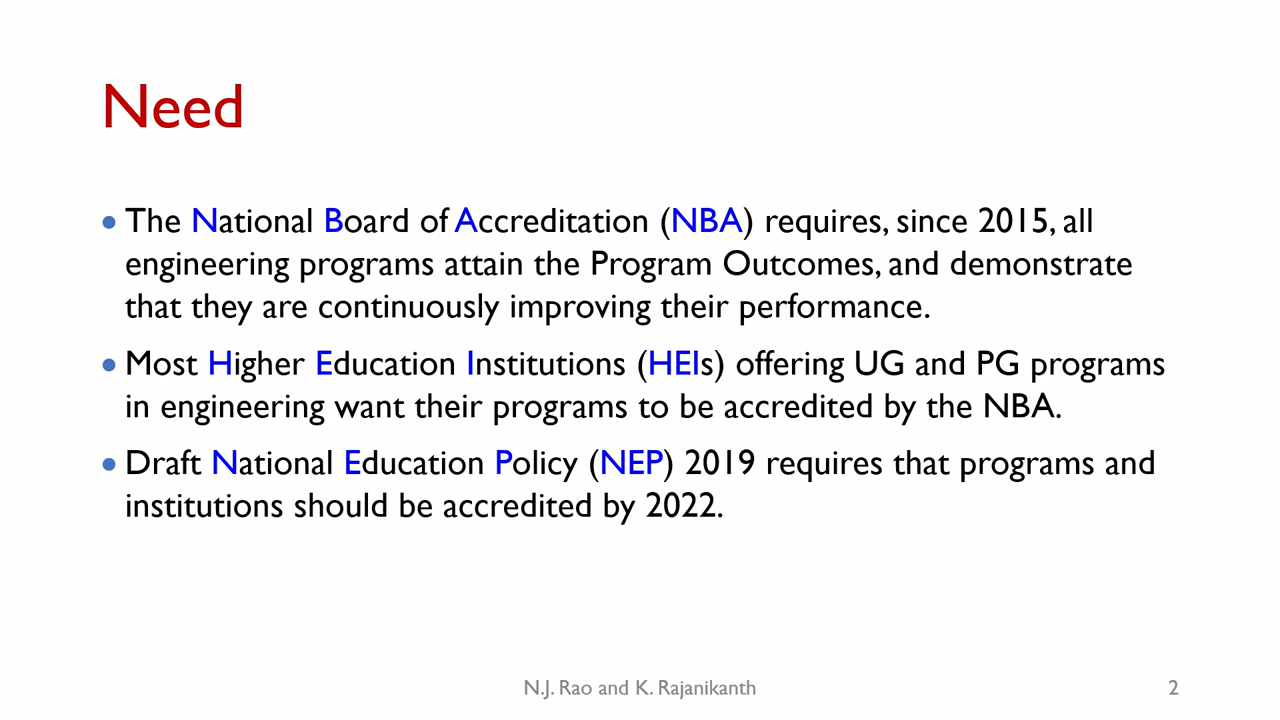 Need
• The National Board of Accreditation (NBA) requires, since 2015, all
engineering programs attain the Program Outcomes, and demonstrate
that they are continuously improving their performance.
• Most Higher Education Institutions (HEIs) offering UG and PG programs
in engineering want their programs to be accredited by the NBA.
• Draft National Education Policy (NEP) 2019 requires that programs and
institutions should be accredited by 2022.
N.J. Rao and K. Rajanikanth
2